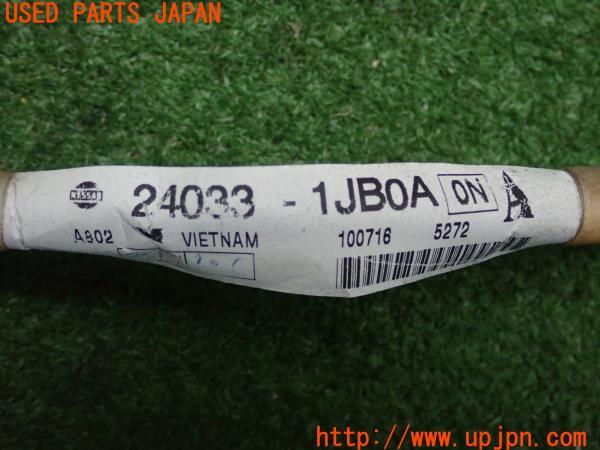 USED PARTS JAPAN
NISSAN
24033 - 1JB0A ON A
A802 VIETNAM 100716 5272
http://www.upjpn.com/